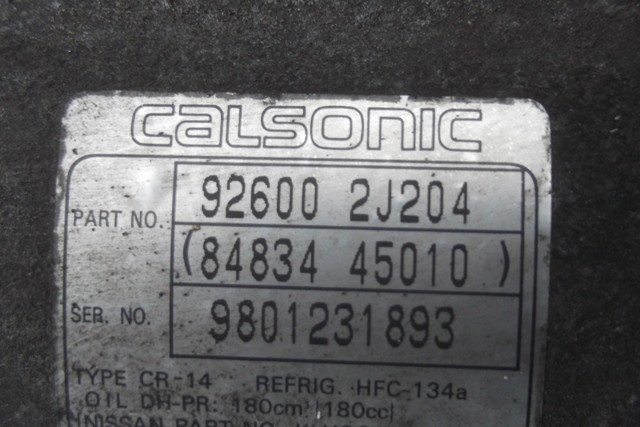 calsonic
PART NO. 92600 2J204
(84834 45010)
SER. NO. 9801231893
TYPE CR-14 REFRIG. HFC-134a
OIL DH-PR: 180cm³ (180cc)
NISSAN PART NO.